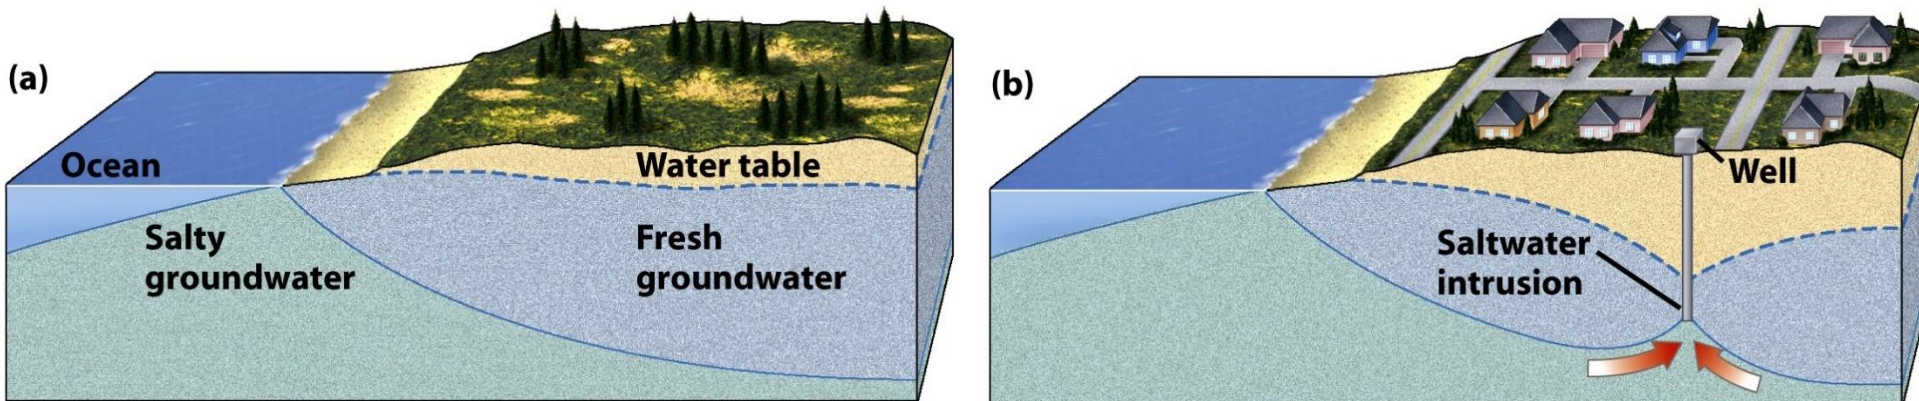 (a)
Ocean
Water table
Salty
groundwater
Fresh
groundwater
(b)
Well
Saltwater
intrusion